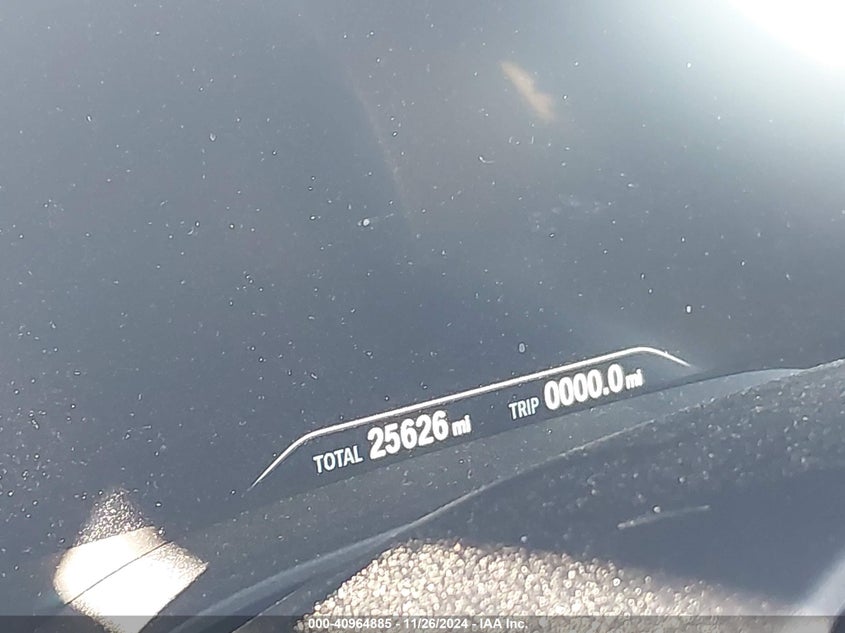 TOTAL 25626 mi TRIP 0000.0 mi
000-40964885 - 11/26/2024 - IAA Inc.